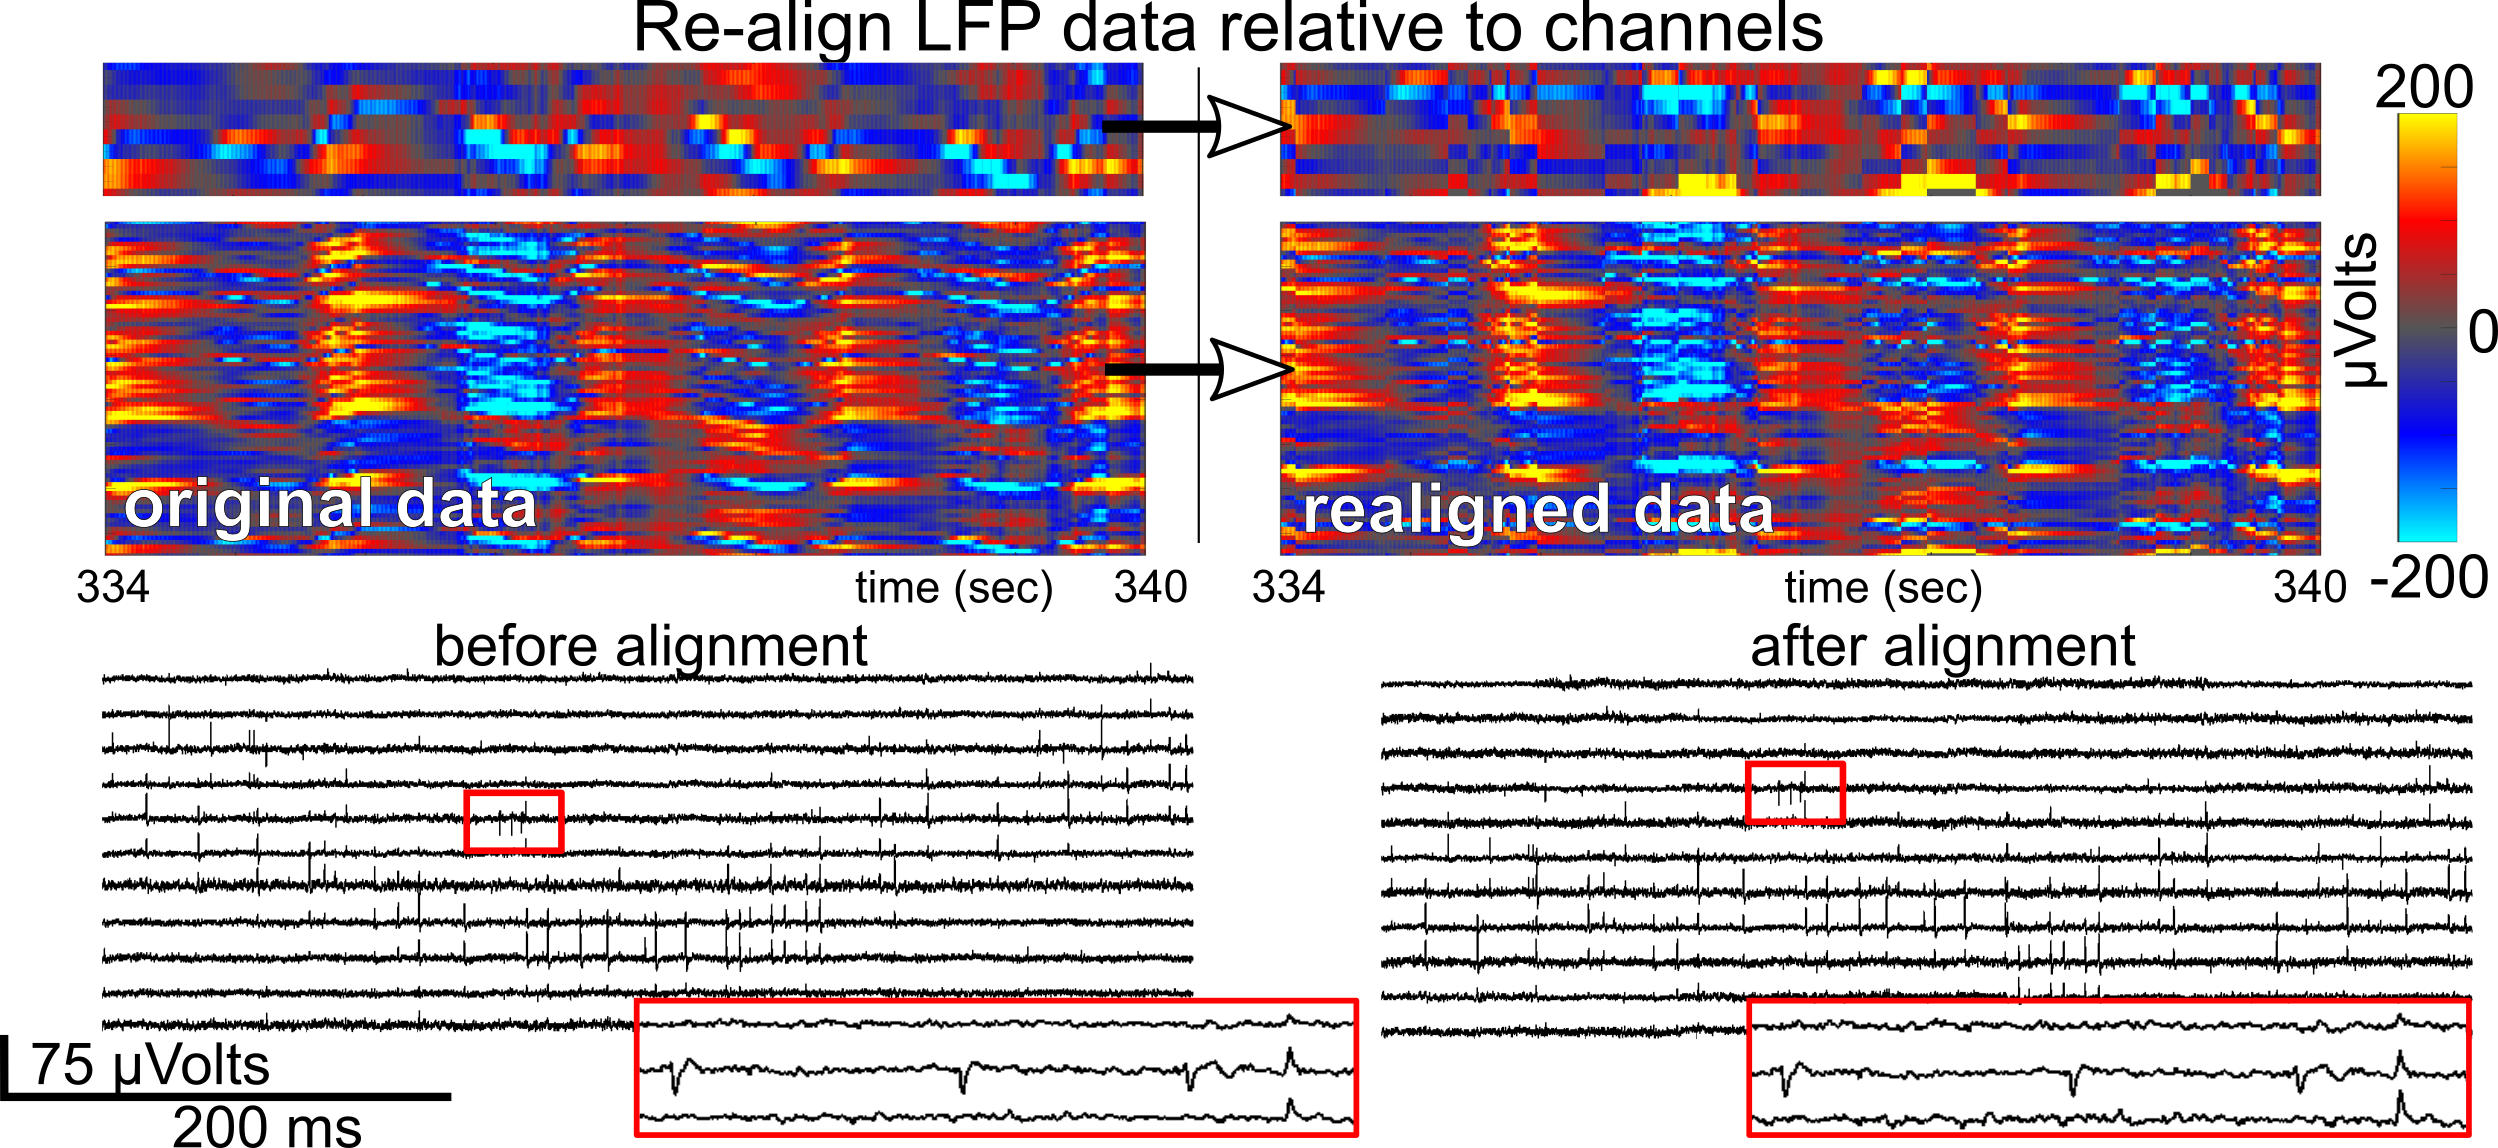 Re-align LFP data relative to channels
200
µVolts
0
-200
original data
realigned data
334
time (sec)
340
334
time (sec)
340
before alignment
after alignment
75 µVolts
200 ms